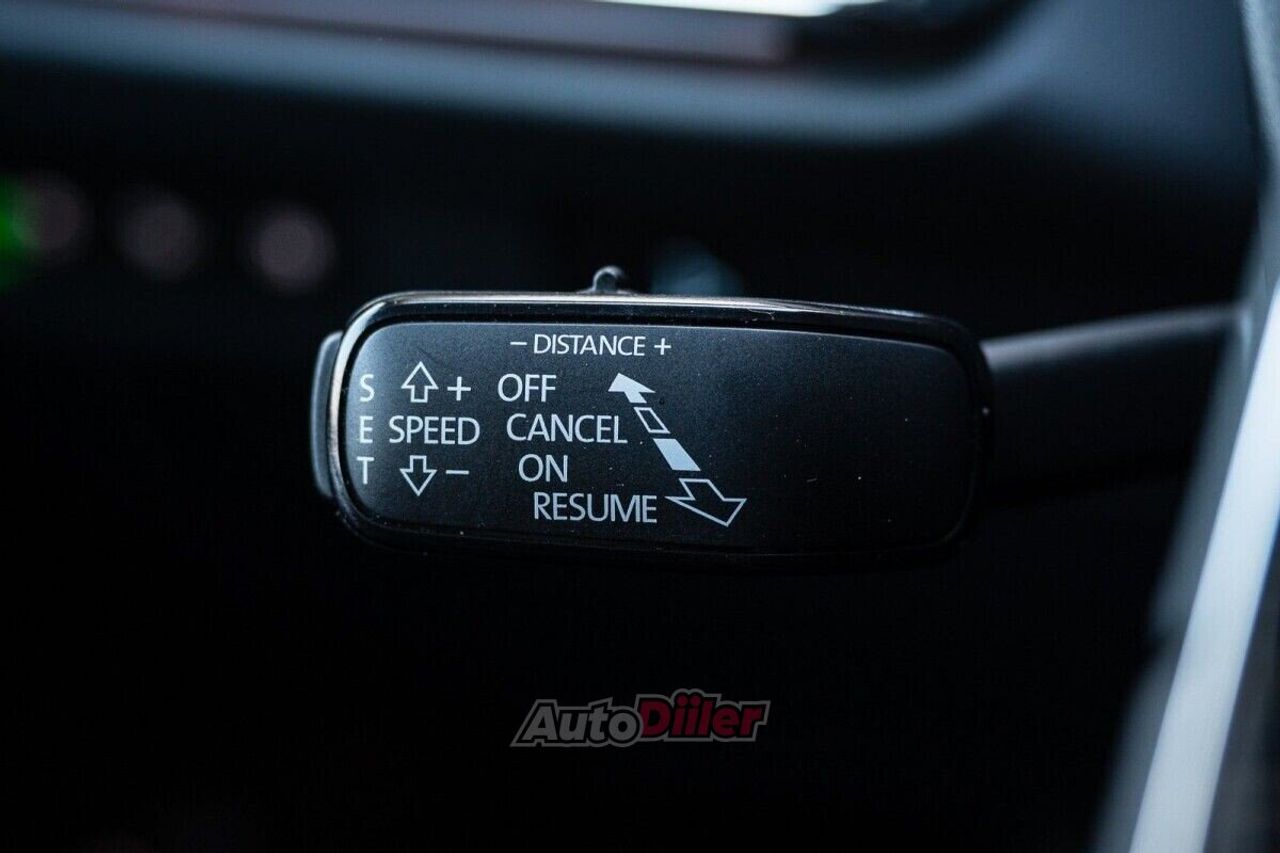 - DISTANCE +
S + OFF
E SPEED CANCEL
T - ON
RESUME
AutoDiiler